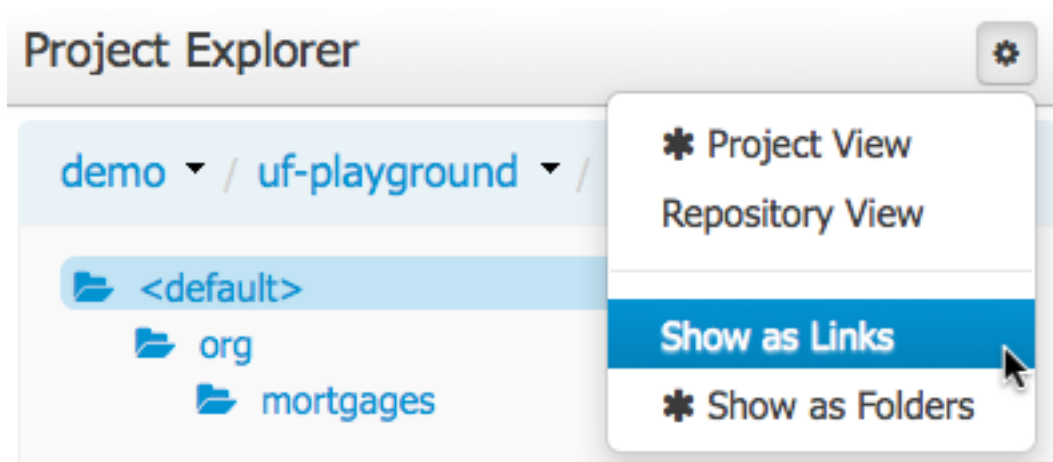 Project Explorer
demo / uf-playground /
<default>
org
mortgages
✱ Project View
Repository View
Show as Links
✱ Show as Folders